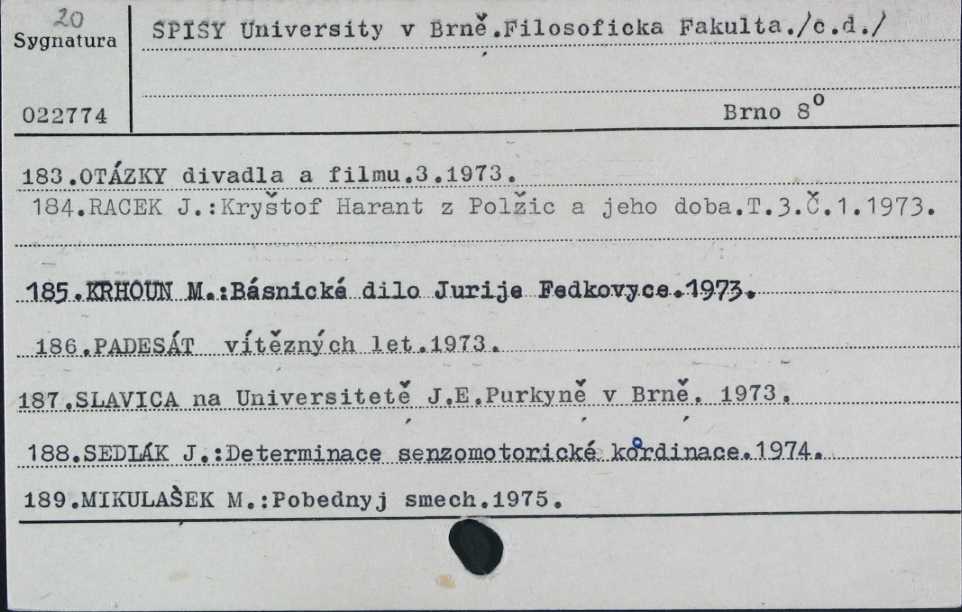 20
Sygnatura
SPISY University v Brně.Filosoficka Fakulta./c.d./
022774
Brno 8°
183.OTÁZKY divadla a filmu.3.1973.
184.RACEK J.:Kryštof Harant z Polžic a jeho doba.T.3.Č.1.1973.
185.KRHOUN M.:Básnické dilo Jurije Fedkovyce.1973.
186.PADESÁT vítězných let.1973.
187.SLAVICA na Universitetě J.E.Purkyně v Brně. 1973.
188.SEDLÁK J.:Determinace senzomotorické koordinace.1974.
189.MIKULAŠEK M.:Pobednyj smech.1975.